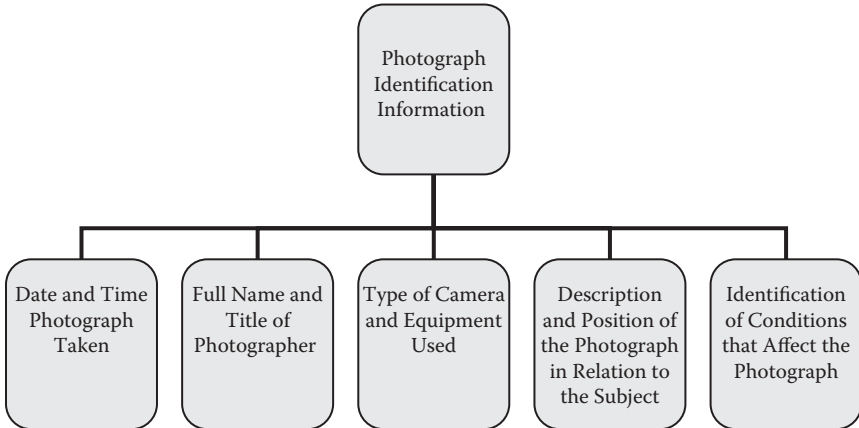 Photograph
Identification
Information
Date and Time
Photograph
Taken
Full Name and
Title of
Photographer
Type of Camera
and Equipment
Used
Description
and Position of
the Photograph
in Relation to
the Subject
Identification
of Conditions
that Affect the
Photograph